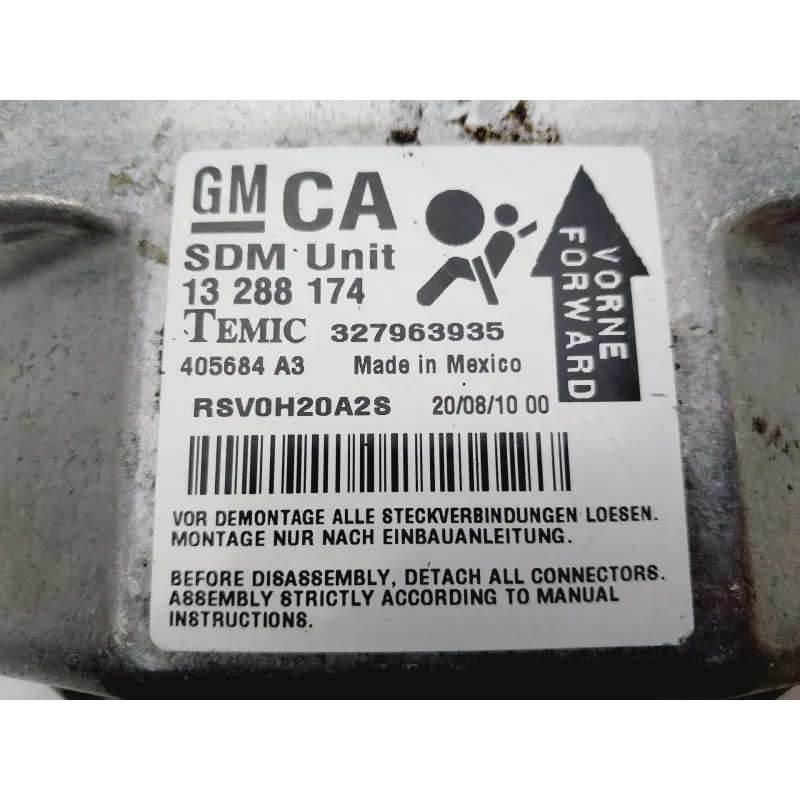 GM CA
SDM Unit
13 288 174
TEMIC 327963935
405684 A3 Made in Mexico
RSV0H20A2S 20/08/10 00
VORNE
FORWARD
VOR DEMONTAGE ALLE STECKVERBINDUNGEN LOESEN.
MONTAGE NUR NACH EINBAUANLEITUNG.
BEFORE DISASSEMBLY, DETACH ALL CONNECTORS.
ASSEMBLY STRICTLY ACCORDING TO MANUAL
INSTRUCTIONS.